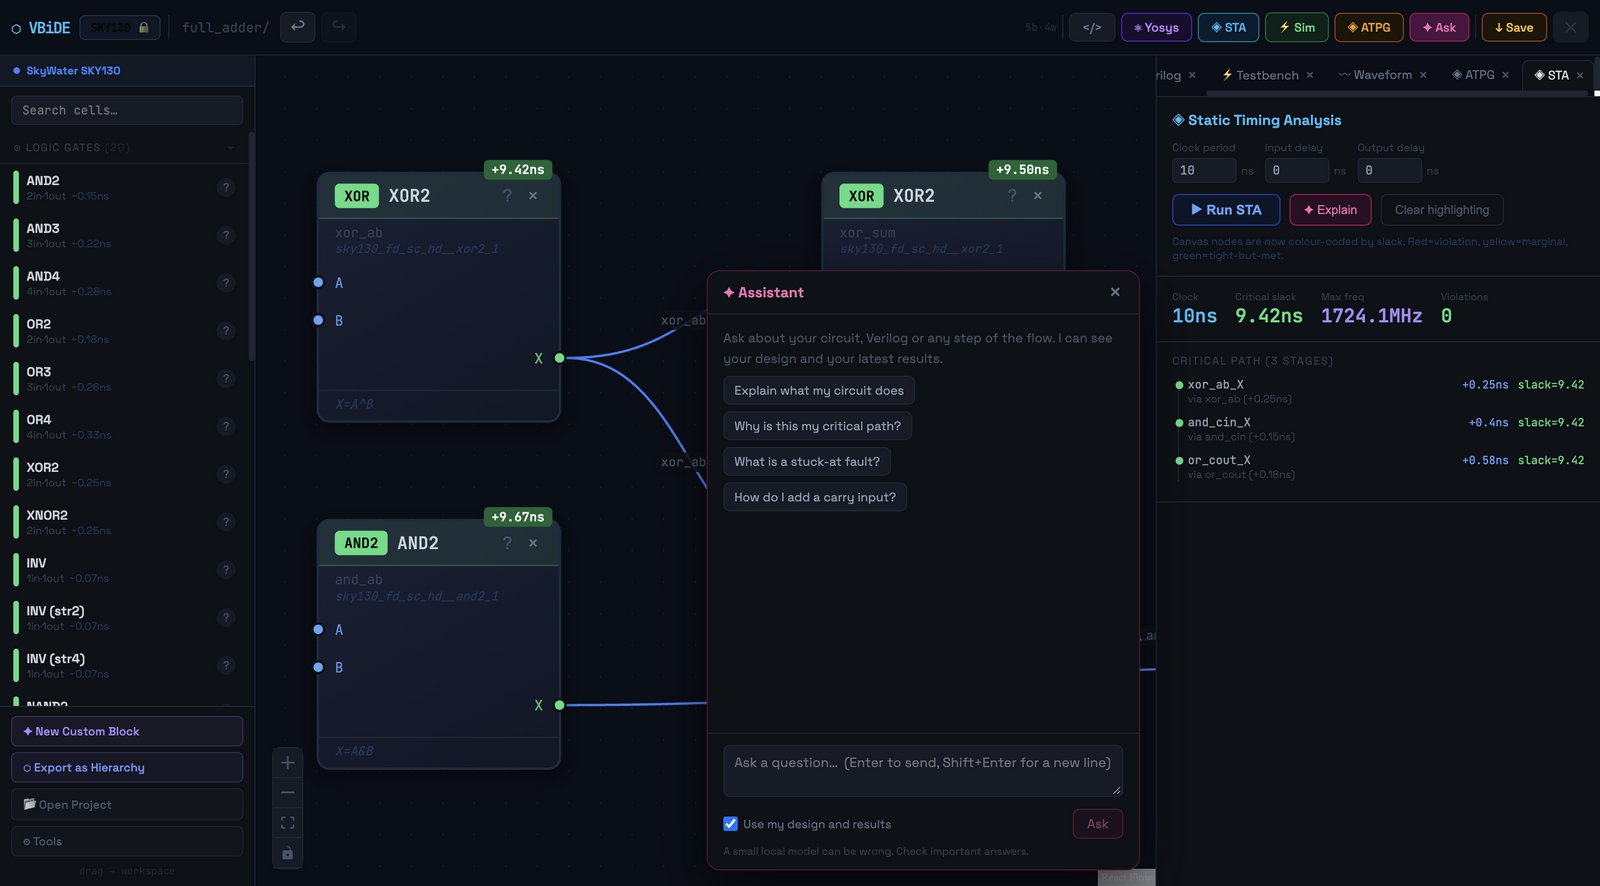 VBiDE
SKY130
full_adder/
5b·4w
</>
Yosys
STA
Sim
ATPG
Ask
Save
SkyWater SKY130
Search cells…
LOGIC GATES (20)
AND2
2in·1out ~0.15ns
?
AND3
3in·1out ~0.22ns
?
AND4
4in·1out ~0.28ns
?
OR2
2in·1out ~0.18ns
?
OR3
3in·1out ~0.26ns
?
OR4
4in·1out ~0.33ns
?
XOR2
2in·1out ~0.25ns
?
XNOR2
2in·1out ~0.25ns
?
INV
1in·1out ~0.07ns
?
INV (str2)
1in·1out ~0.07ns
?
INV (str4)
1in·1out ~0.07ns
?
NAND2
New Custom Block
Export as Hierarchy
Open Project
Tools
drag → workspace
+9.42ns
XOR XOR2 ? ×
xor_ab
sky130_fd_sc_hd__xor2_1
A
B
X
X=A^B
xor_ab
xor_ab
+9.67ns
AND2 AND2 ? ×
and_ab
sky130_fd_sc_hd__and2_1
A
B
X
X=A&B
+9.50ns
XOR XOR2 ? ×
xor_sum
sky130_fd_sc_hd__xor2_1
Assistant ×
Ask about your circuit, Verilog or any step of the flow. I can see
your design and your latest results.
Explain what my circuit does
Why is this my critical path?
What is a stuck-at fault?
How do I add a carry input?
Ask a question… (Enter to send, Shift+Enter for a new line)
Use my design and results
Ask
A small local model can be wrong. Check important answers.
React Flow
rilog × Testbench × Waveform × ATPG × STA ×
Static Timing Analysis
Clock period Input delay Output delay
10 ns 0 ns 0 ns
Run STA Explain Clear highlighting
Canvas nodes are now colour-coded by slack. Red=violation, yellow=marginal,
green=tight-but-met.
Clock Critical slack Max freq Violations
10ns 9.42ns 1724.1MHz 0
CRITICAL PATH (3 STAGES)
xor_ab_X +0.25ns slack=9.42
via xor_ab (+0.25ns)
and_cin_X +0.4ns slack=9.42
via and_cin (+0.15ns)
or_cout_X +0.58ns slack=9.42
via or_cout (+0.18ns)